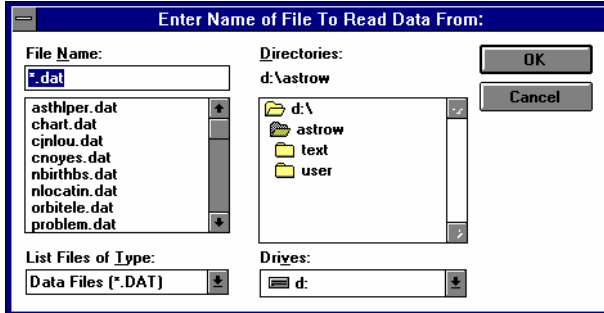 Enter Name of File To Read Data From:
File Name:
*.dat
asthlper.dat
chart.dat
cjnlou.dat
cnoyes.dat
nbirthbs.dat
nlocatin.dat
orbitele.dat
problem.dat
List Files of Type:
Data Files (*.DAT)
Directories:
d:\astrow
d:\
astrow
text
user
Drives:
d:
OK
Cancel